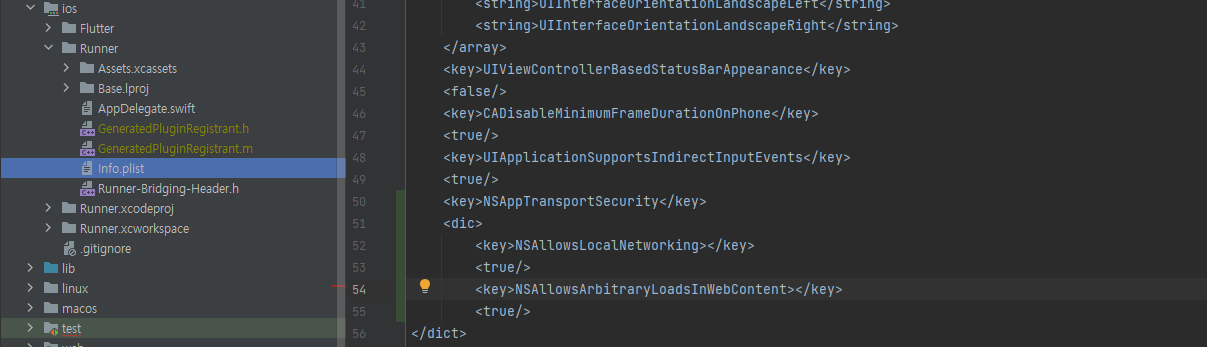 ios
Flutter
Runner
Assets.xcassets
Base.lproj
AppDelegate.swift
GeneratedPluginRegistrant.h
GeneratedPluginRegistrant.m
Info.plist
Runner-Bridging-Header.h
Runner.xcodeproj
Runner.xcworkspace
.gitignore
lib
linux
macos
test
41 <string>UIInterfaceOrientationLandscapeLeft</string>
42 <string>UIInterfaceOrientationLandscapeRight</string>
43 </array>
44 <key>UIViewControllerBasedStatusBarAppearance</key>
45 <false/>
46 <key>CADisableMinimumFrameDurationOnPhone</key>
47 <true/>
48 <key>UIApplicationSupportsIndirectInputEvents</key>
49 <true/>
50 <key>NSAppTransportSecurity</key>
51 <dic>
52 <key>NSAllowsLocalNetworking></key>
53 <true/>
54 <key>NSAllowsArbitraryLoadsInWebContent></key>
55 <true/>
56 </dict>